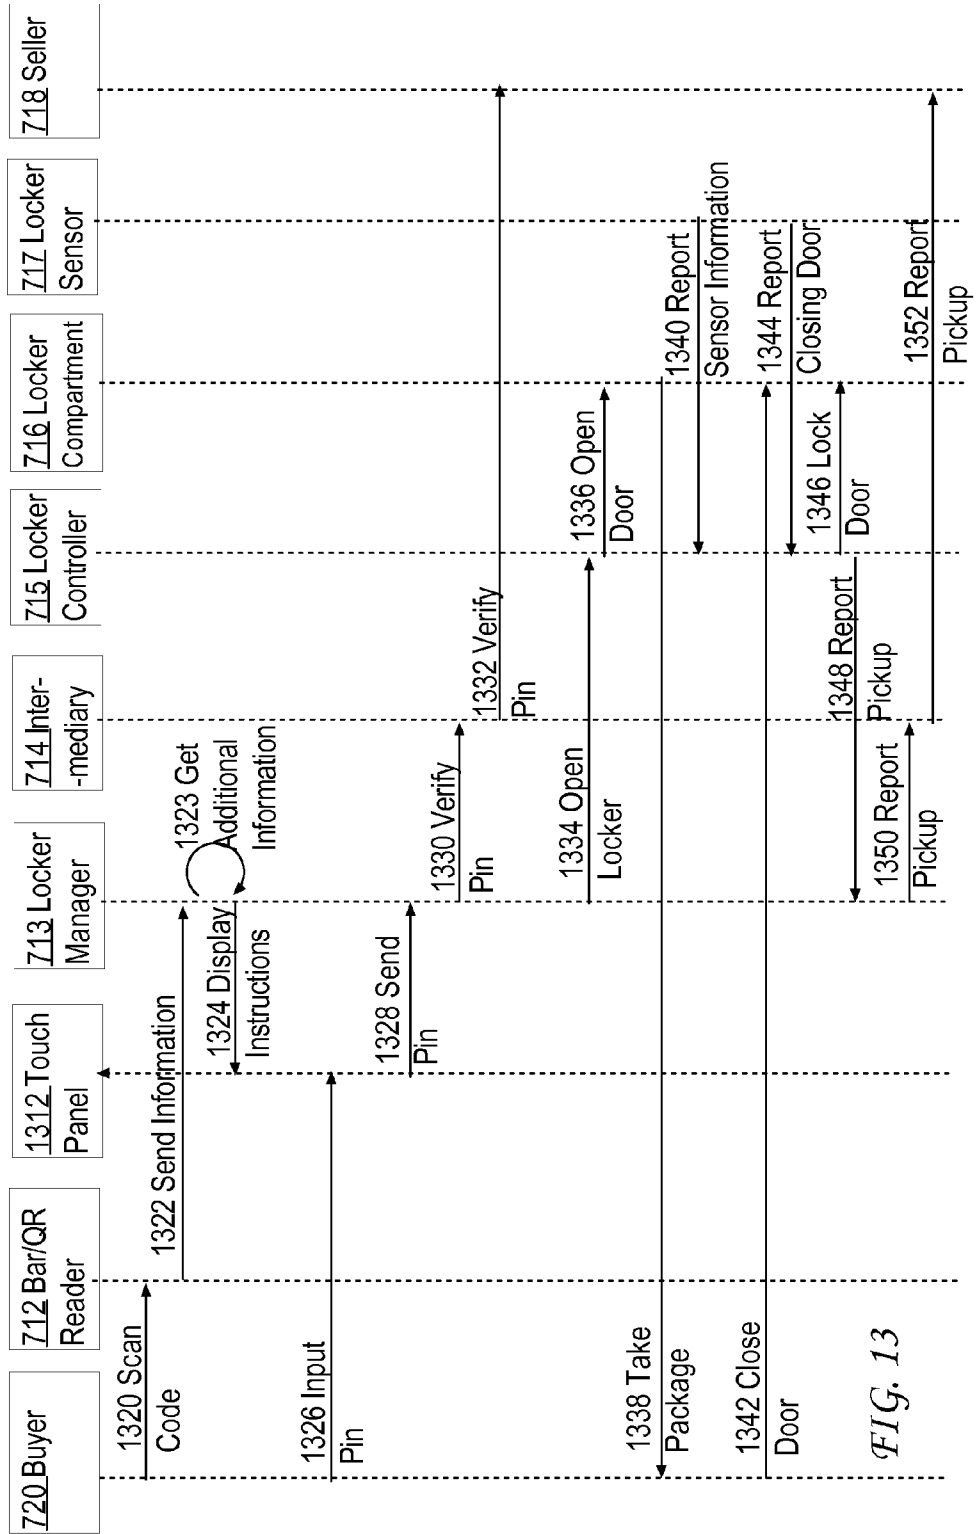 720 Buyer
712 Bar/QR
Reader
1312 Touch
Panel
713 Locker
Manager
714 Inter-
-mediary
715 Locker
Controller
716 Locker
Compartment
717 Locker
Sensor
718 Seller
1320 Scan
Code
1322 Send Information
1323 Get
Additional
Information
1324 Display
Instructions
1326 Input
Pin
1328 Send
Pin
1330 Verify
Pin
1332 Verify
Pin
1334 Open
Locker
1336 Open
Door
1338 Take
Package
1340 Report
Sensor Information
1342 Close
Door
1344 Report
Closing Door
1346 Lock
Door
1348 Report
Pickup
1350 Report
Pickup
1352 Report
Pickup
FIG. 13